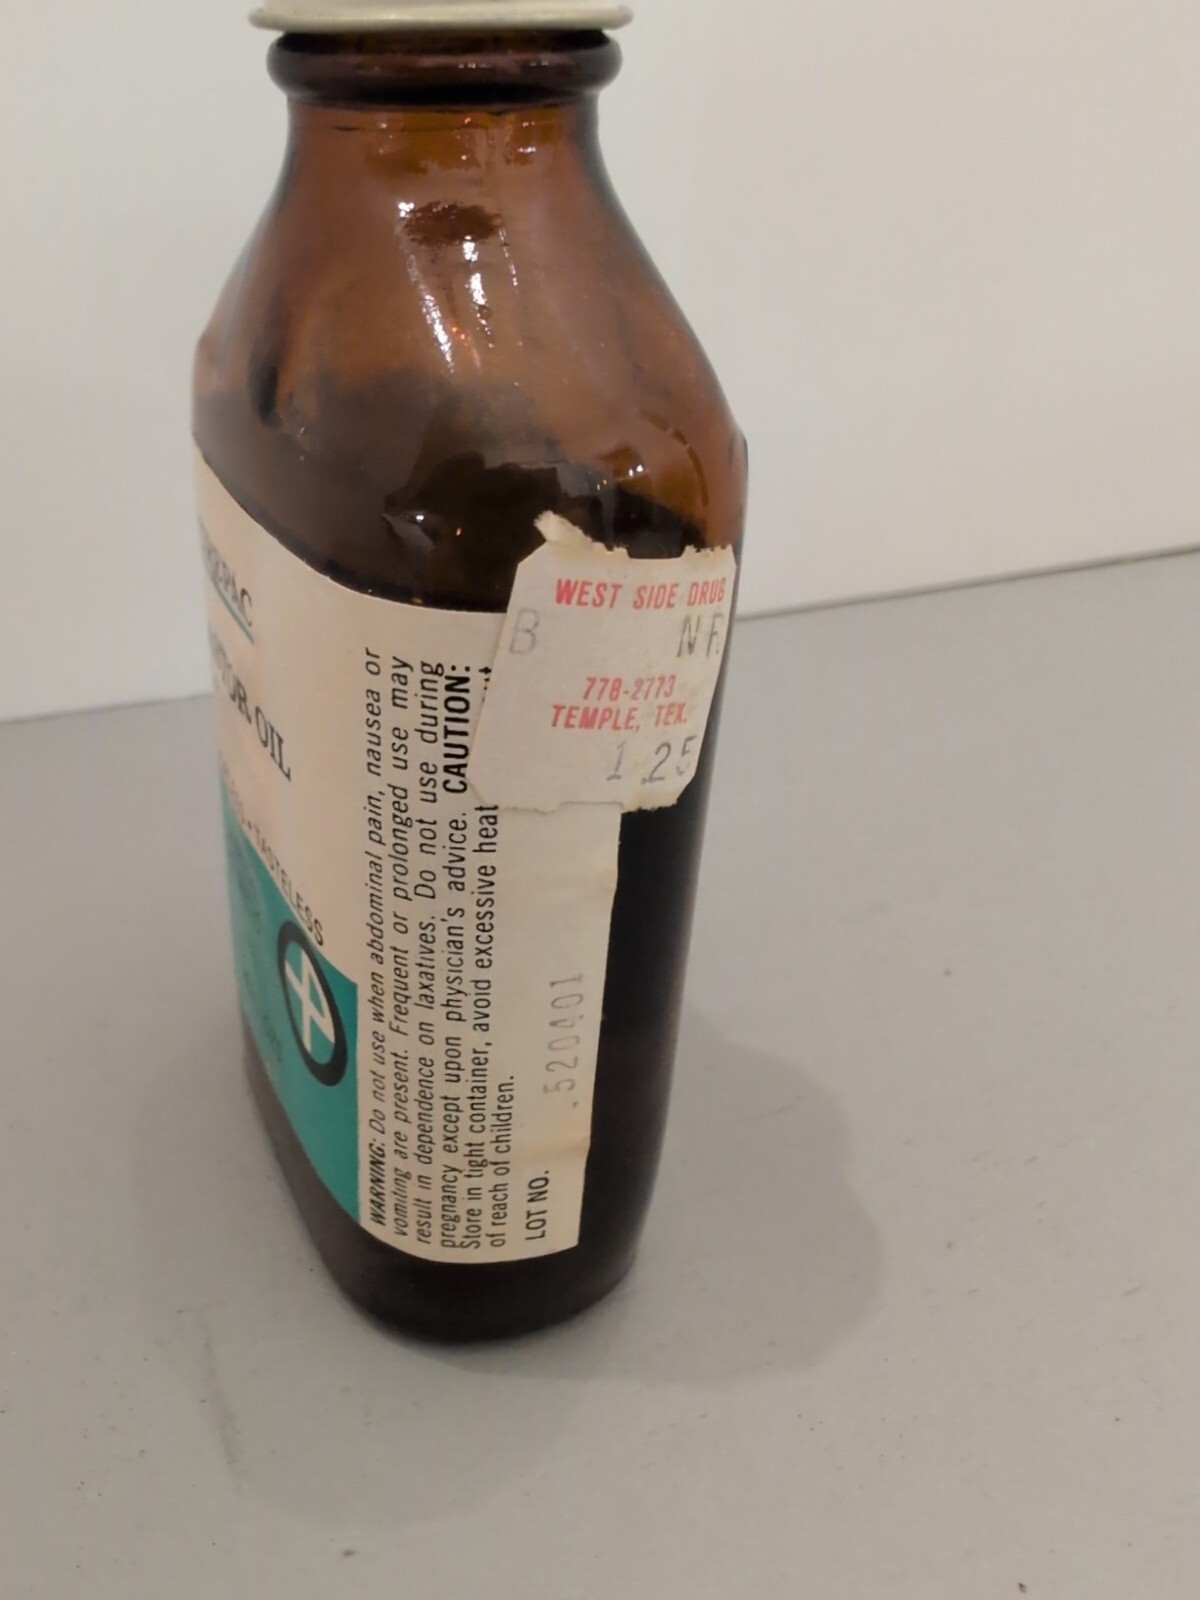 OIL
TASTELESS
WARNING: Do not use when abdominal pain, nausea or
vomiting are present. Frequent or prolonged use may
result in dependence on laxatives. Do not use during
pregnancy except upon physician's advice. CAUTION:
Store in tight container, avoid excessive heat
of reach of children.
LOT NO. .520401
WEST SIDE DRUG
B NR
778-2773
TEMPLE, TEX.
1.25